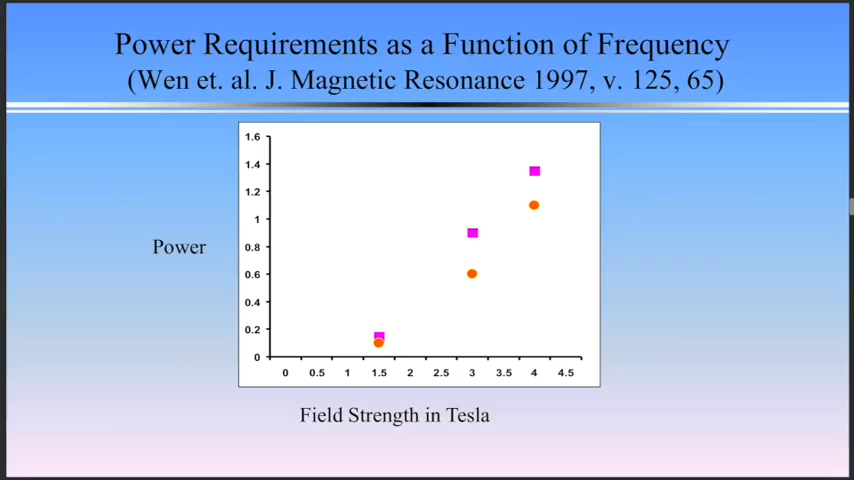 Power Requirements as a Function of Frequency
(Wen et. al. J. Magnetic Resonance 1997, v. 125, 65)
1.6
1.4
1.2
1
0.8
0.6
0.4
0.2
0
Power
0 0.5 1 1.5 2 2.5 3 3.5 4 4.5
Field Strength in Tesla